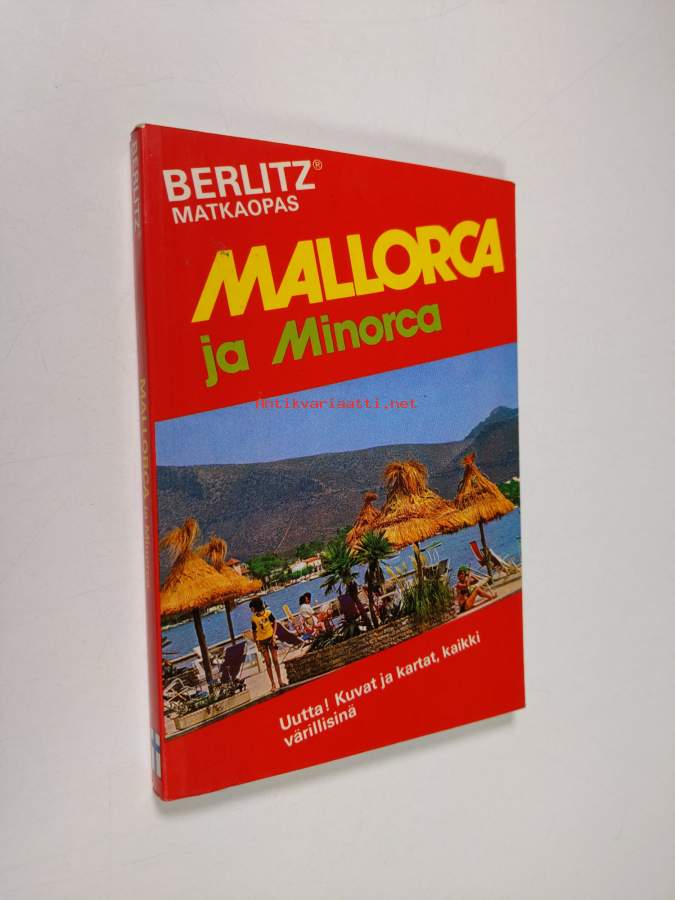 BERLITZ®
MATKAOPAS
MALLORCA
ja Minorca
antikvariaatti.net
Uutta! Kuvat ja kartat, kaikki
värillisinä
BERLITZ
MALLORCA ja Minorca